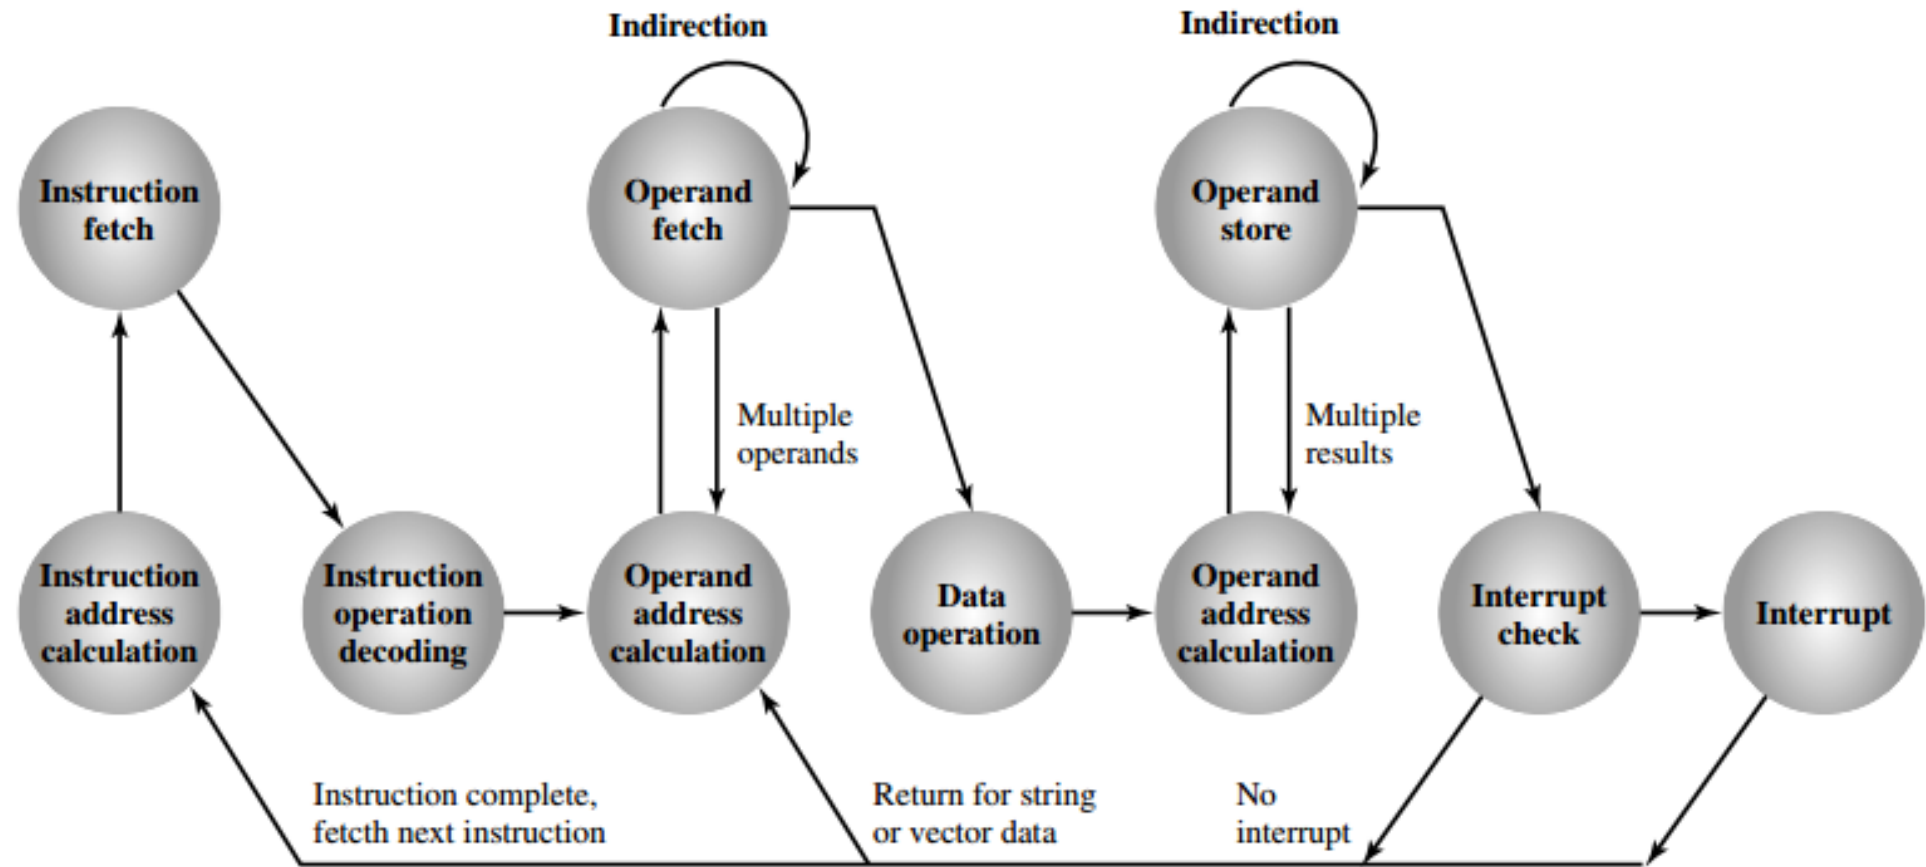 Indirection
Indirection
Instruction
fetch
Operand
fetch
Operand
store
Multiple
operands
Multiple
results
Instruction
address
calculation
Instruction
operation
decoding
Operand
address
calculation
Data
operation
Operand
address
calculation
Interrupt
check
Interrupt
Instruction complete,
fetcth next instruction
Return for string
or vector data
No
interrupt